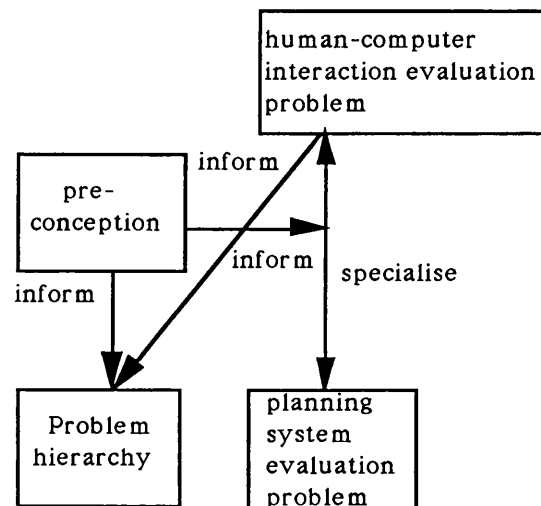 human-computer
interaction evaluation
problem
inform
pre-
conception
inform
specialise
inform
Problem
hierarchy
planning
system
evaluation
problem